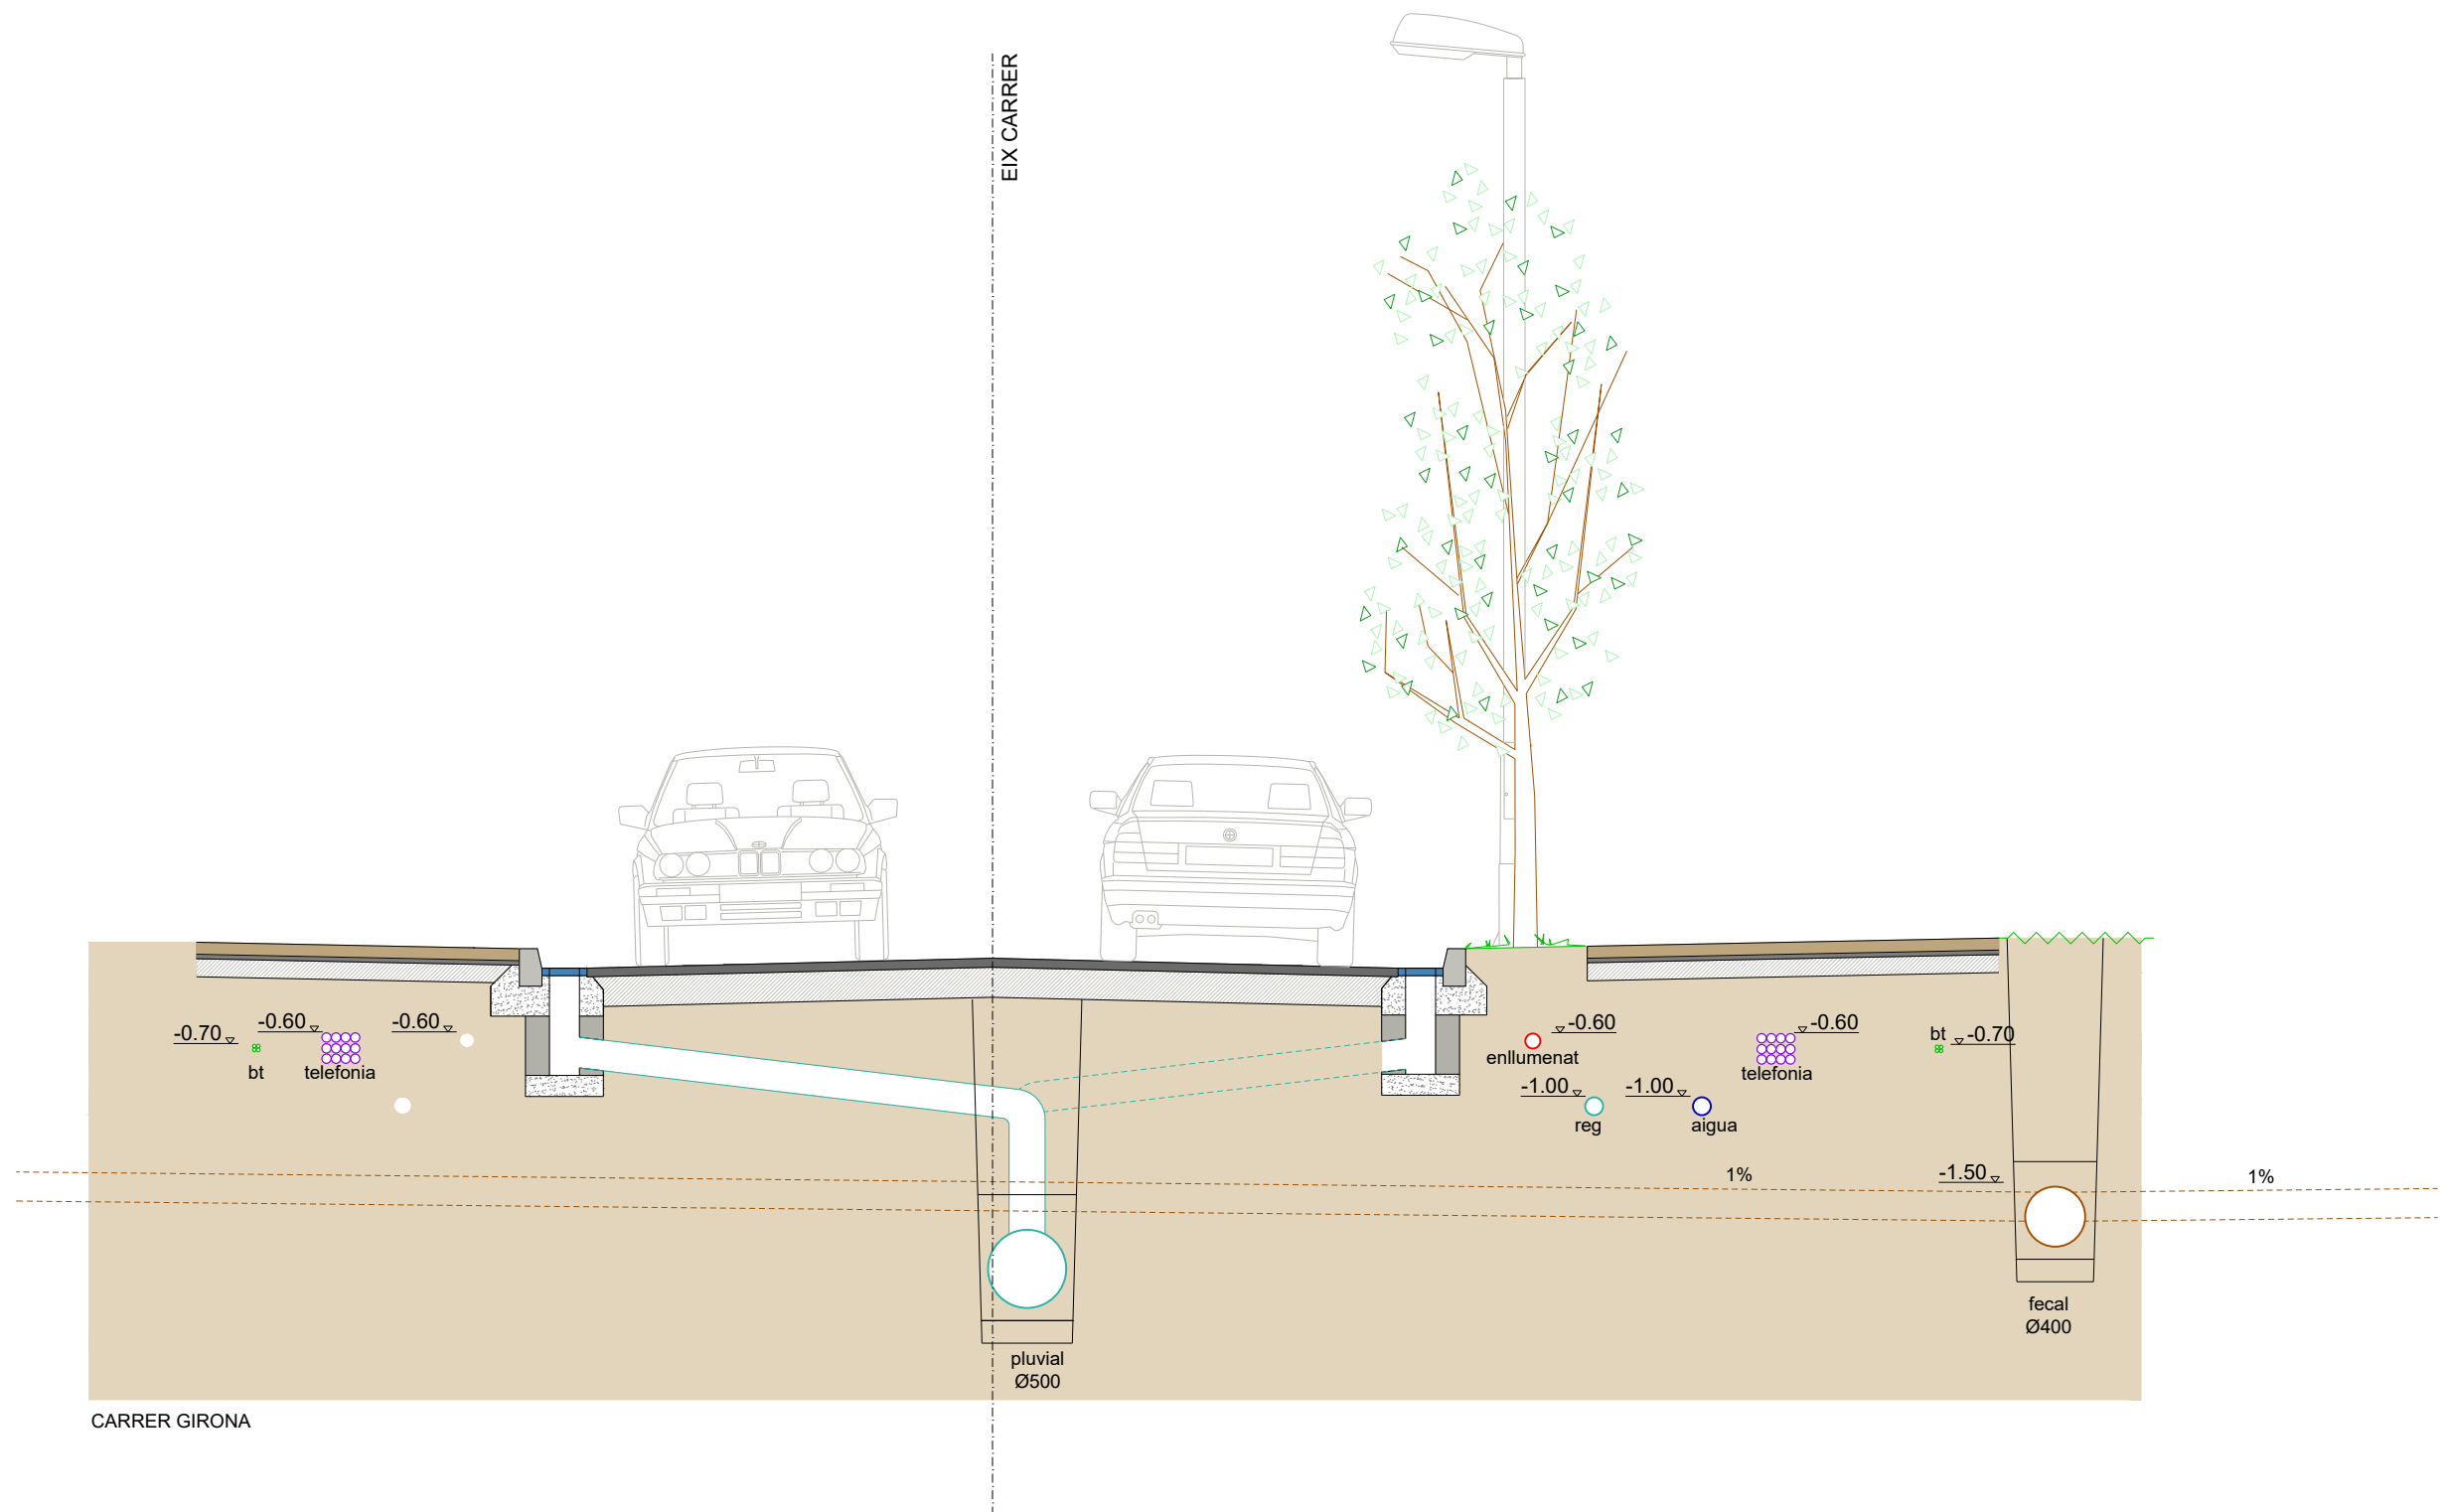 EIX CARRER
-0.70
-0.60
-0.60
bt
telefonia
-0.60
enllumenat
-0.60
telefonia
bt
-0.70
-1.00
-1.00
reg
aigua
1%
-1.50
1%
fecal
Ø400
pluvial
Ø500
CARRER GIRONA